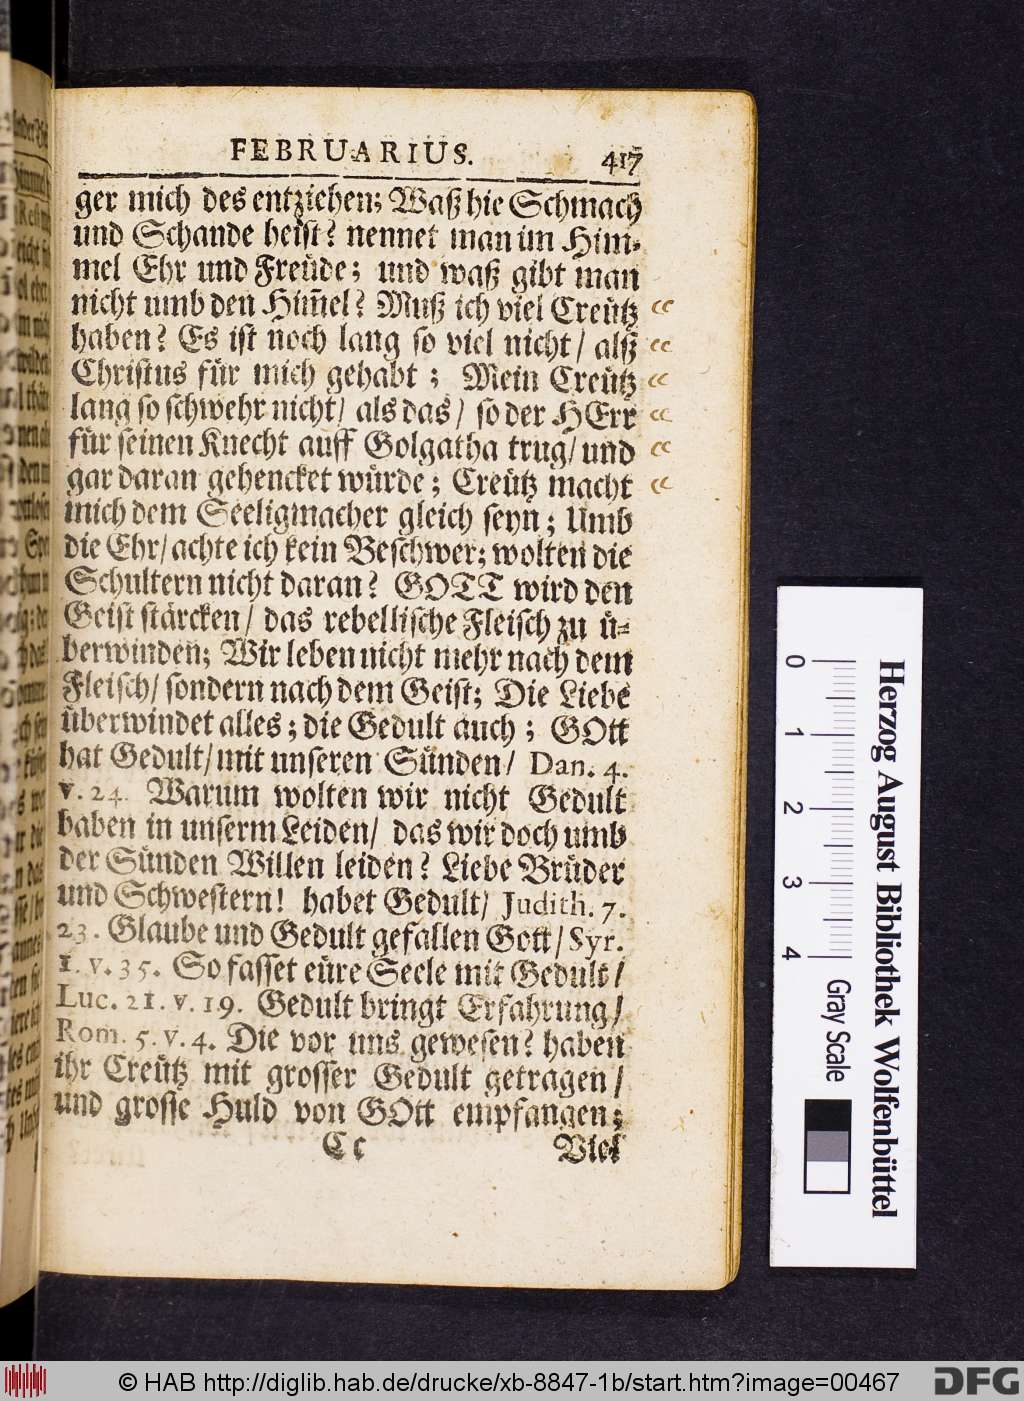 FEBRUARIUS. 417
ger mich des entziehen; Waß hie Schmach
und Schande heist? nennet man im Him-
mel Ehr und Freüde; und waß gibt man
nicht umb den Him̃el? Muß ich viel Creütz "
haben? Es ist noch lang so viel nicht/ alß "
Christus für mich gehabt; Mein Creütz "
lang so schwehr nicht/ als das/ so der HErr "
für seinen Knecht auff Golgatha trug/ und "
gar daran gehencket würde; Creütz macht "
mich dem Seeligmacher gleich seyn; Umb
die Ehr/ achte ich kein Beschwer; wolten die
Schultern nicht daran? GOTT wird den
Geist stärcken/ das rebellische Fleisch zu ü-
berwinden; Wir leben nicht mehr nach dem
Fleisch/ sondern nach dem Geist; Die Liebe
überwindet alles; die Gedult auch; GOtt
hat Gedult/ mit unseren Sünden/ Dan. 4.
v. 24. Warum wolten wir nicht Gedult
haben in unserm Leiden/ das wir doch umb
der Sünden Willen leiden? Liebe Brüder
und Schwestern! habet Gedult/ Judith. 7.
23. Glaube und Gedult gefallen Gott/ Syr.
1. v. 35. So fasset eüre Seele mit Gedult/
Luc. 21. v. 19. Gedult bringt Erfahrung/
Rom. 5. v. 4. Die vor uns gewesen? haben
ihr Creütz mit grosser Gedult getragen/
und grosse Huld von GOtt empfangen;
Cc Viel
0 1 2 3 4
Gray Scale
Herzog August Bibliothek Wolfenbüttel
© HAB http://diglib.hab.de/drucke/xb-8847-1b/start.htm?image=00467
DFG